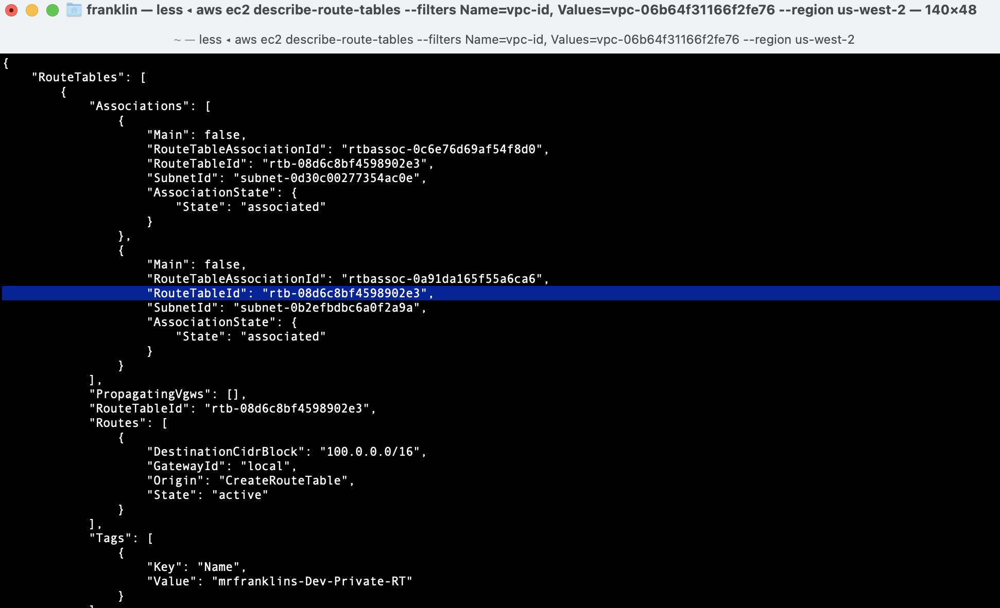 franklin — less ◂ aws ec2 describe-route-tables --filters Name=vpc-id, Values=vpc-06b64f31166f2fe76 --region us-west-2 — 140×48
~ — less ◂ aws ec2 describe-route-tables --filters Name=vpc-id, Values=vpc-06b64f31166f2fe76 --region us-west-2
{
    "RouteTables": [
        {
            "Associations": [
                {
                    "Main": false,
                    "RouteTableAssociationId": "rtbassoc-0c6e76d69af54f8d0",
                    "RouteTableId": "rtb-08d6c8bf4598902e3",
                    "SubnetId": "subnet-0d30c00277354ac0e",
                    "AssociationState": {
                        "State": "associated"
                    }
                },
                {
                    "Main": false,
                    "RouteTableAssociationId": "rtbassoc-0a91da165f55a6ca6",
                    "RouteTableId": "rtb-08d6c8bf4598902e3",
                    "SubnetId": "subnet-0b2efbdbc6a0f2a9a",
                    "AssociationState": {
                        "State": "associated"
                    }
                }
            ],
            "PropagatingVgws": [],
            "RouteTableId": "rtb-08d6c8bf4598902e3",
            "Routes": [
                {
                    "DestinationCidrBlock": "100.0.0.0/16",
                    "GatewayId": "local",
                    "Origin": "CreateRouteTable",
                    "State": "active"
                }
            ],
            "Tags": [
                {
                    "Key": "Name",
                    "Value": "mrfranklins-Dev-Private-RT"
                }